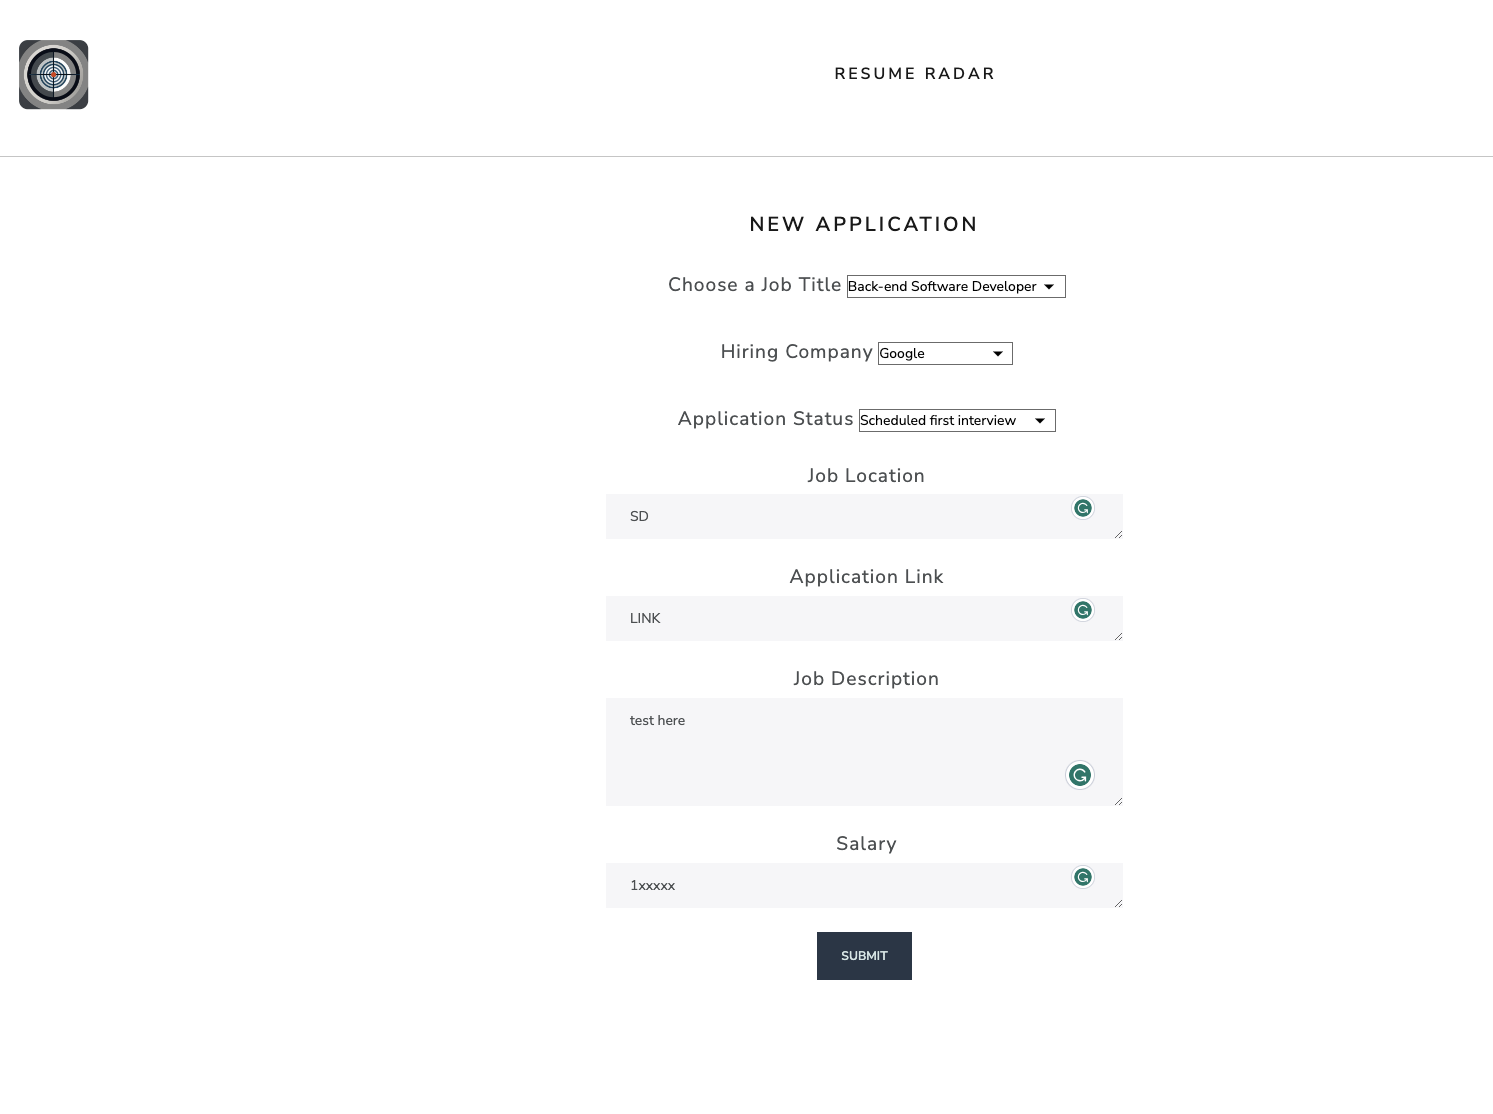 RESUME RADAR
NEW APPLICATION
Choose a Job Title Back-end Software Developer
Hiring Company Google
Application Status Scheduled first interview
Job Location
SD
Application Link
LINK
Job Description
test here
Salary
1xxxxx
SUBMIT